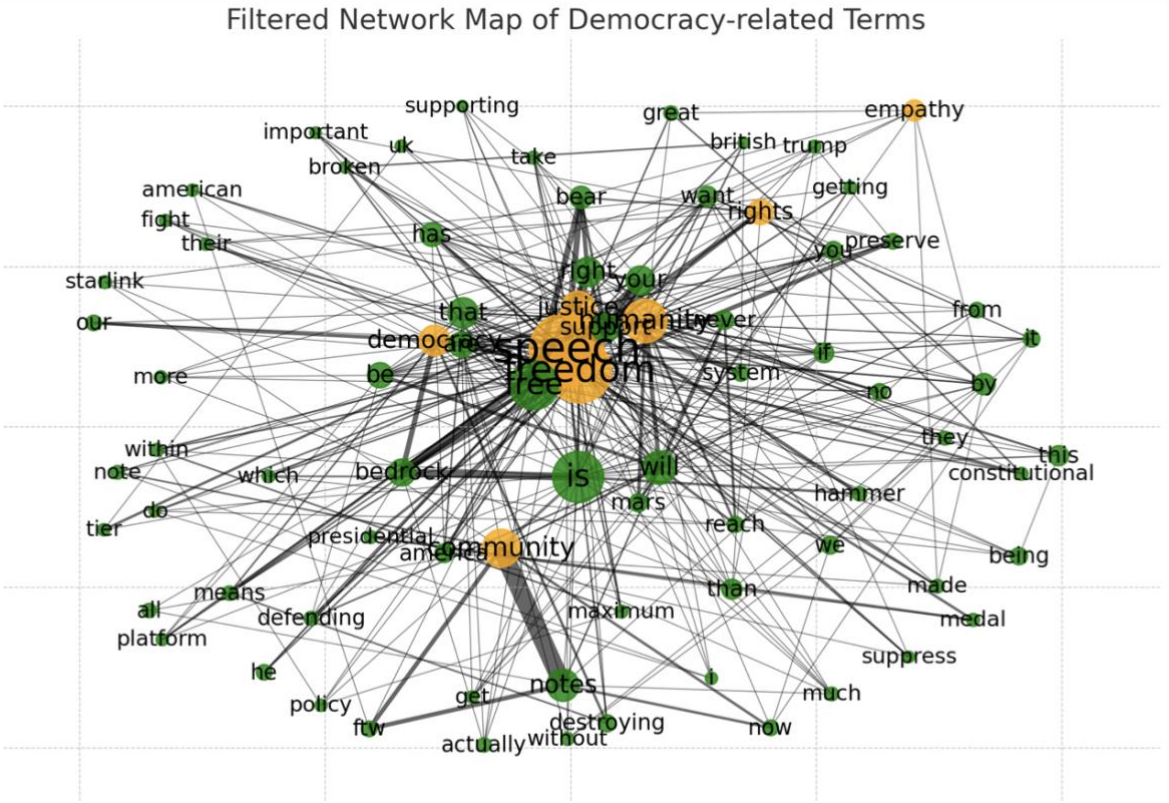 Filtered Network Map of Democracy-related Terms
supporting
great
empathy
important
uk
british
trump
broken
take
american
bear
want
getting
rights
fight
their
has
you
preserve
starlink
right
your
our
that
justice
humanity
ever
from
support
democracy
are
speech
if
it
more
be
free
freedom
system
no
by
within
note
which
bedrock
is
will
they
this
constitutional
do
mars
hammer
tier
presidential
america
community
reach
we
being
means
than
made
all
platform
defending
maximum
medal
suppress
he
policy
get
notes
i
much
ftw
actually
without
destroying
now